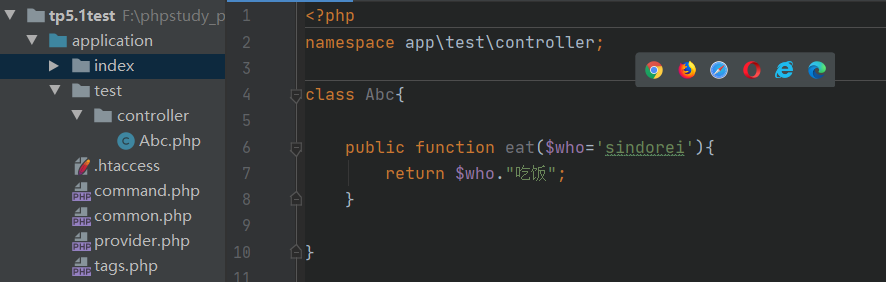 tp5.1test F:\phpstudy_p
application
index
test
controller
Abc.php
.htaccess
command.php
common.php
provider.php
tags.php
1 <?php
2 namespace app\test\controller;
3
4 class Abc{
5
6 public function eat($who='sindorei'){
7 return $who."吃饭";
8 }
9
10 }
11